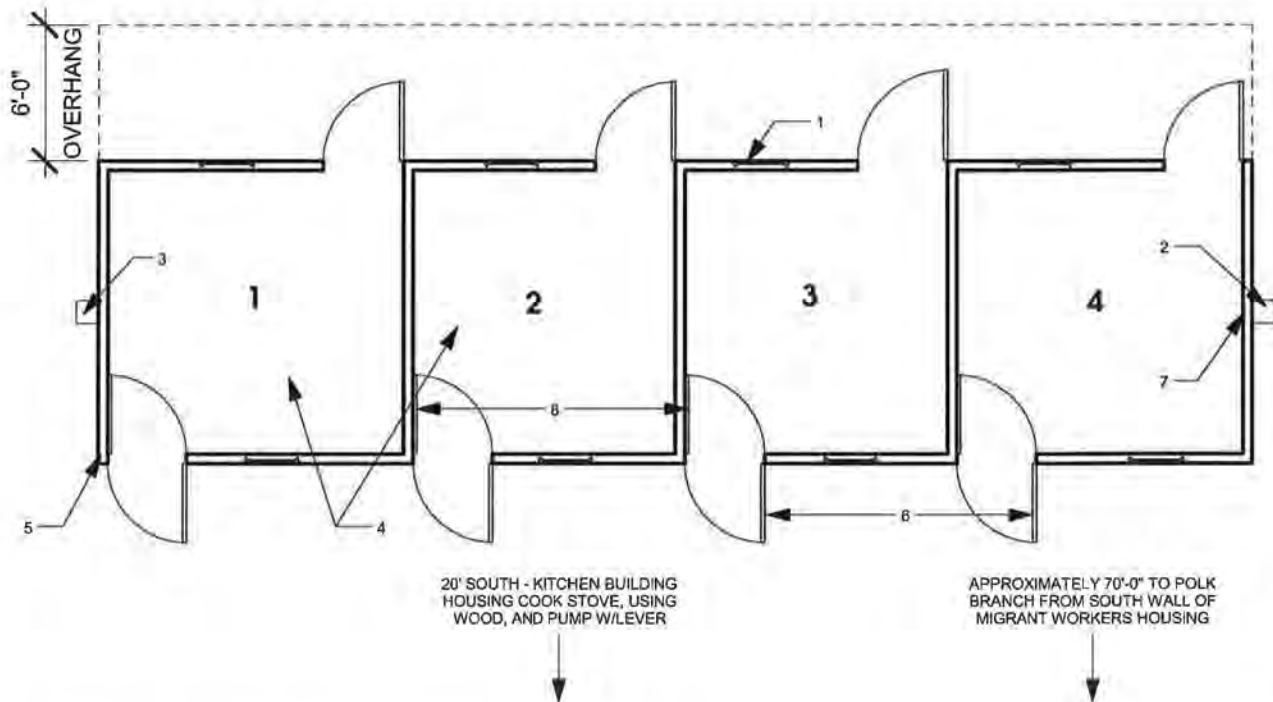 6'-0"
OVERHANG
1
3
2
1
2
3
4
7
8
5
4
6
20' SOUTH - KITCHEN BUILDING
HOUSING COOK STOVE, USING
WOOD, AND PUMP W/LEVER
APPROXIMATELY 70'-0" TO POLK
BRANCH FROM SOUTH WALL OF
MIGRANT WORKERS HOUSING